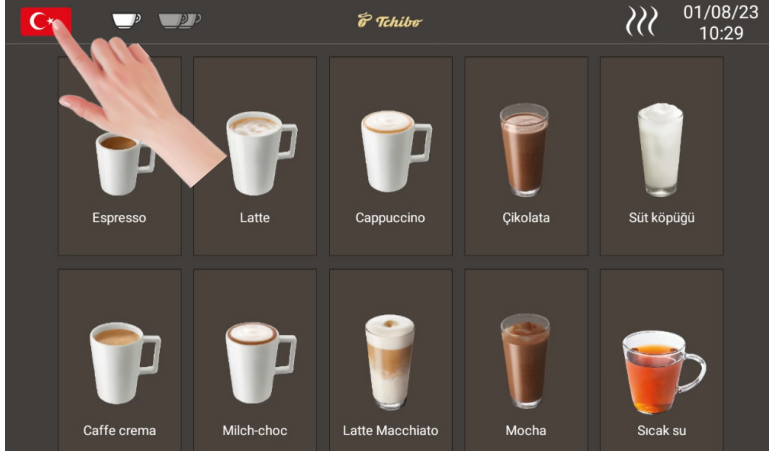 Tchibo
01/08/23
10:29
Espresso
Latte
Cappuccino
Çikolata
Süt köpüğü
Caffe crema
Milch-choc
Latte Macchiato
Mocha
Sıcak su